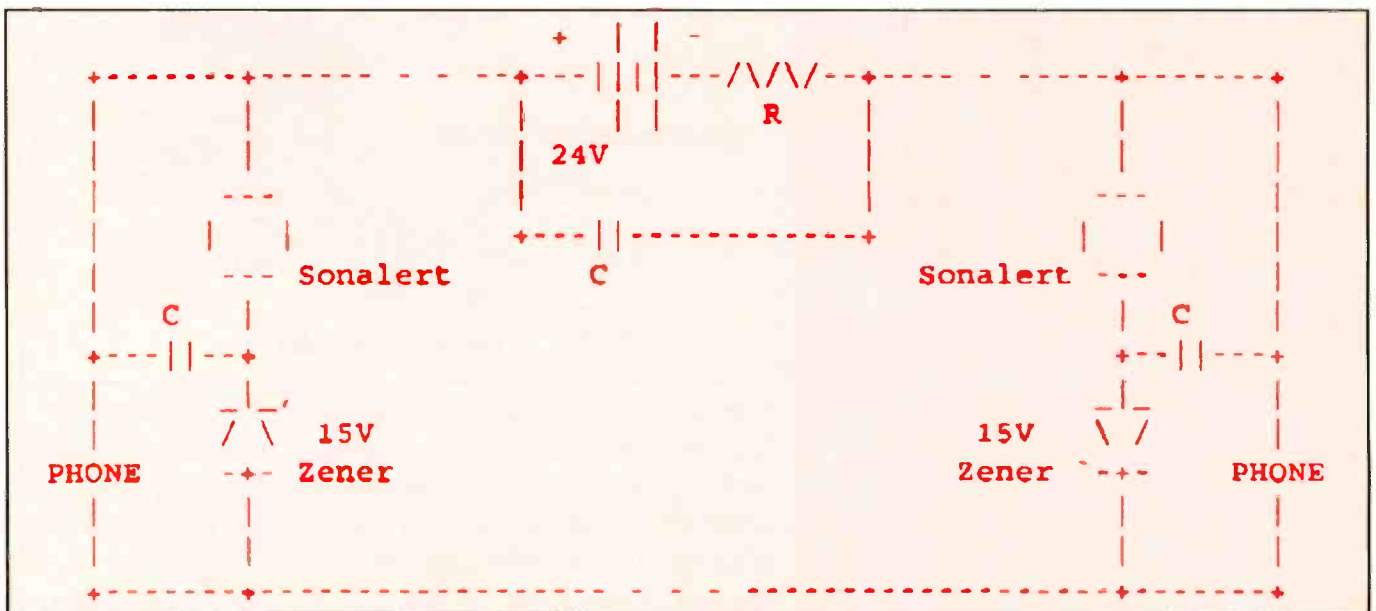 + -
R
24V
C
Sonalert Sonalert
C C
15V 15V
PHONE Zener Zener PHONE